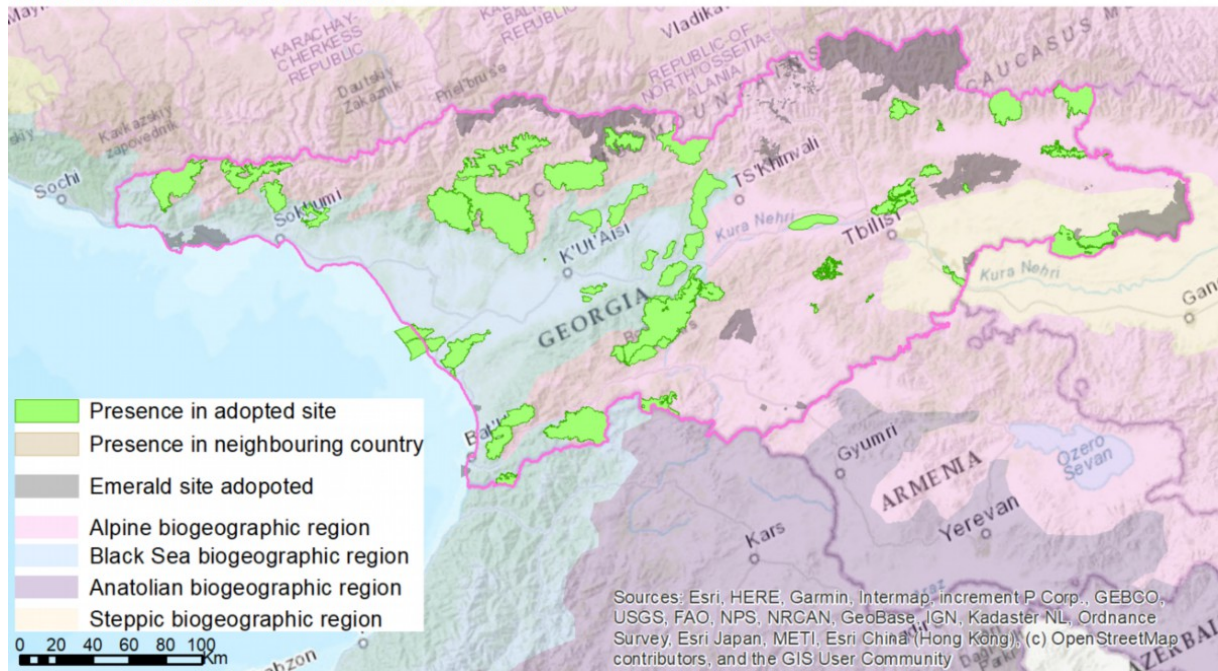 KARACHAY-
CHERKESS
REPUBLIC
Vladika
REPUBLIC OF
NORTH OSSETIA
ALANIA
CAUCASUS
Dautskiy
Zakaznik
Priel'bruse
Kavkazskiy
zapovednik
Sochi
Sokhumi
Ts'Khinvali
Kura Nehri
Tbilisi
K'Ut'Aisi
GEORGIA
Kura Nehri
Gan
Gyumri
ARMENIA
Ozero
Sevan
Yerevan
Kars
Presence in adopted site
Presence in neighbouring country
Emerald site adopoted
Alpine biogeographic region
Black Sea biogeographic region
Anatolian biogeographic region
Steppic biogeographic region
0 20 40 60 80 100
Km
Sources: Esri, HERE, Garmin, Intermap, increment P Corp., GEBCO,
USGS, FAO, NPS, NRCAN, GeoBase, IGN, Kadaster NL, Ordnance
Survey, Esri Japan, METI, Esri China (Hong Kong), (c) OpenStreetMap
contributors, and the GIS User Community